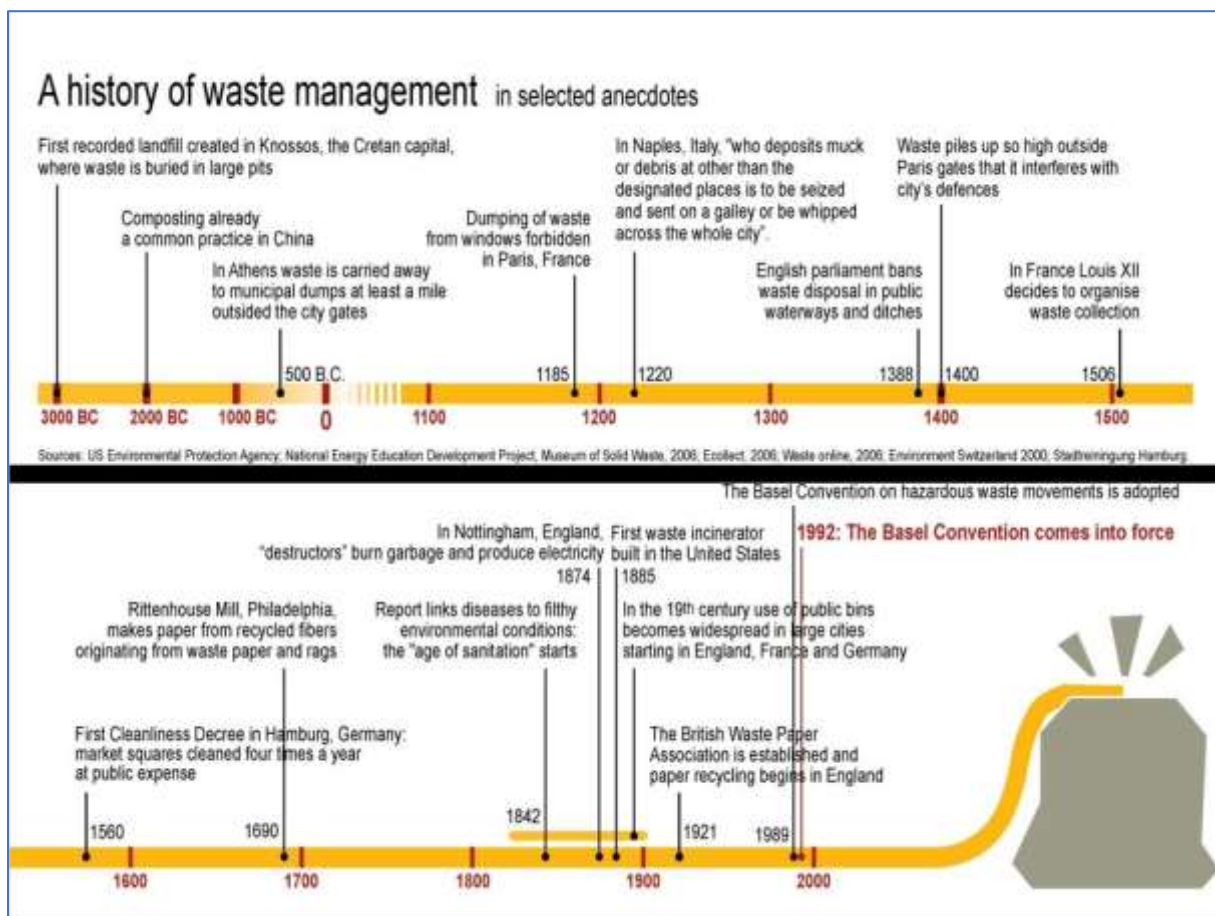 A history of waste management in selected anecdotes
First recorded landfill created in Knossos, the Cretan capital,
where waste is buried in large pits
Composting already
a common practice in China
In Athens waste is carried away
to municipal dumps at least a mile
outsided the city gates
Dumping of waste
from windows forbidden
in Paris, France
In Naples, Italy, "who deposits muck
or debris at other than the
designated places is to be seized
and sent on a galley or be whipped
across the whole city".
English parliament bans
waste disposal in public
waterways and ditches
Waste piles up so high outside
Paris gates that it interferes with
city's defences
In France Louis XII
decides to organise
waste collection
500 B.C.
1185
1220
1388
1400
1506
3000 BC
2000 BC
1000 BC
0
1100
1200
1300
1400
1500
Sources: US Environmental Protection Agency; National Energy Education Development Project, Museum of Solid Waste, 2006; Ecollect, 2006; Waste online, 2006; Environment Switzerland 2000; Stadtreiningung Hamburg.
The Basel Convention on hazardous waste movements is adopted
1992: The Basel Convention comes into force
In Nottingham, England,
"destructors" burn garbage and produce electricity
1874
First waste incinerator
built in the United States
1885
Rittenhouse Mill, Philadelphia,
makes paper from recycled fibers
originating from waste paper and rags
Report links diseases to filthy
environmental conditions:
the "age of sanitation" starts
In the 19th century use of public bins
becomes widespread in large cities
starting in England, France and Germany
First Cleanliness Decree in Hamburg, Germany:
market squares cleaned four times a year
at public expense
The British Waste Paper
Association is established and
paper recycling begins in England
1560
1690
1842
1921
1989
1600
1700
1800
1900
2000